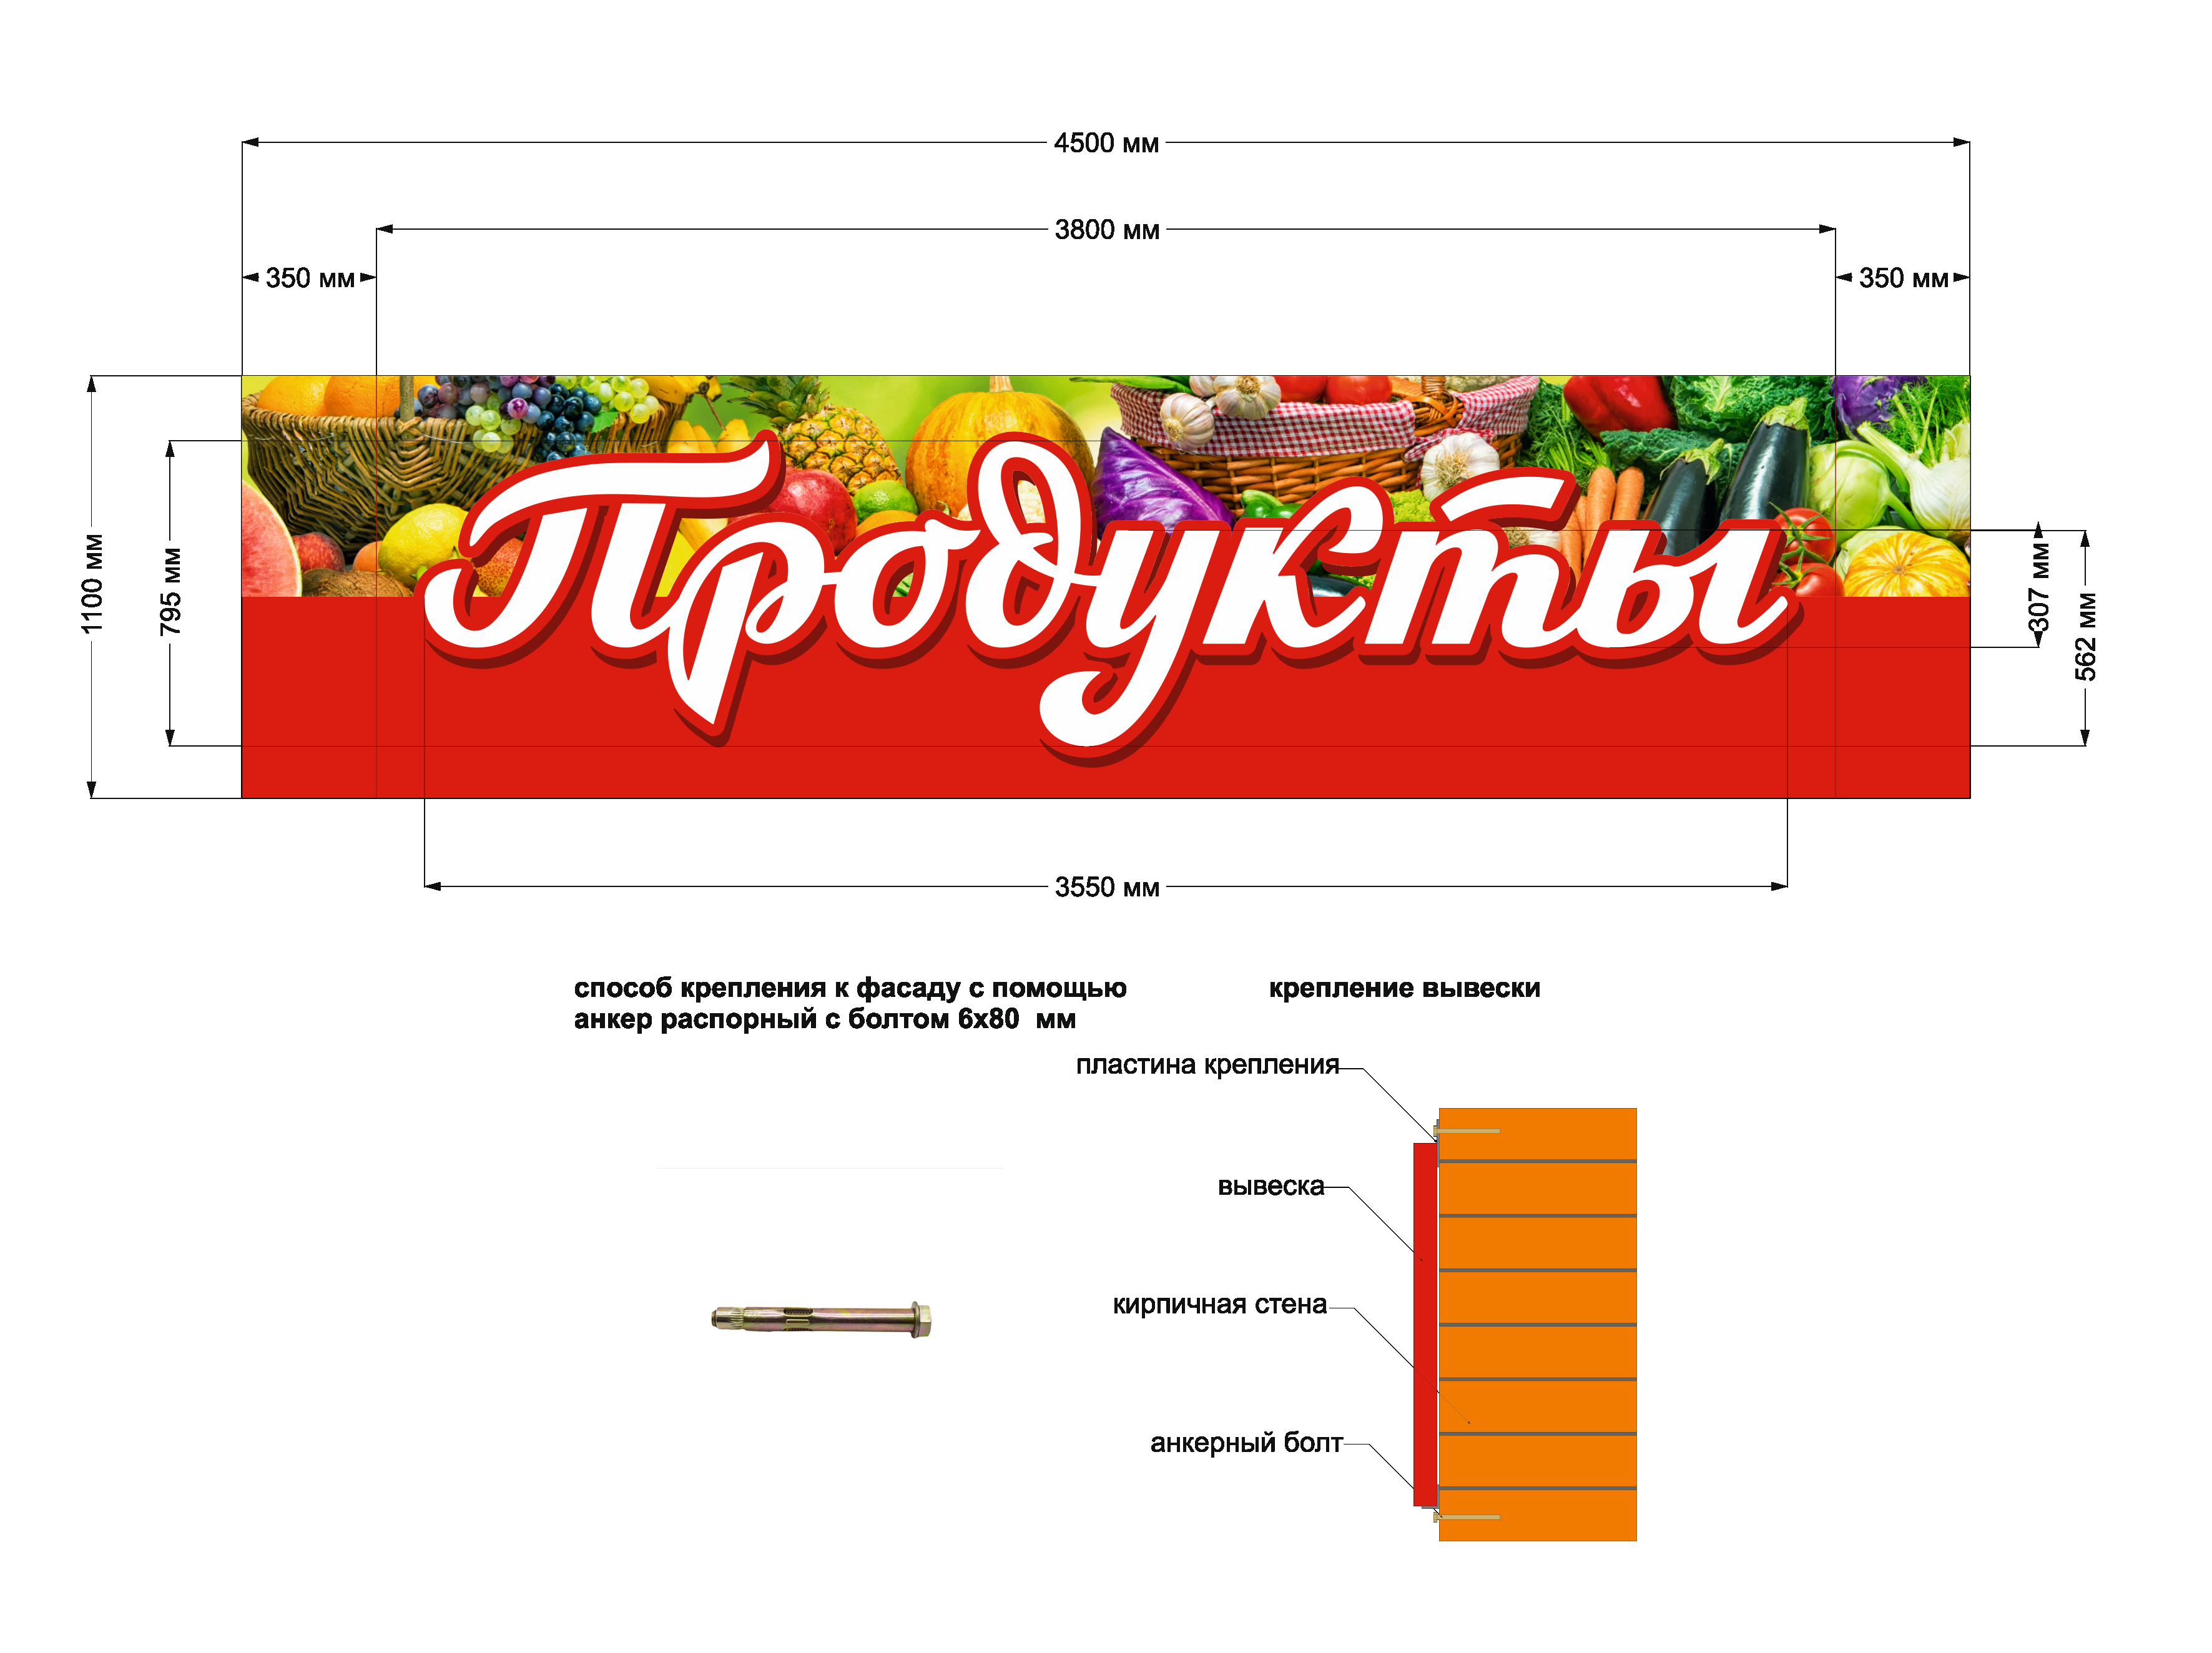 4500 мм
3800 мм
350 мм
350 мм
1100 мм
795 мм
Продукты
307 мм
562 мм
3550 мм
способ крепления к фасаду с помощью
анкер распорный с болтом 6х80 мм
крепление вывески
пластина крепления
вывеска
кирпичная стена
анкерный болт